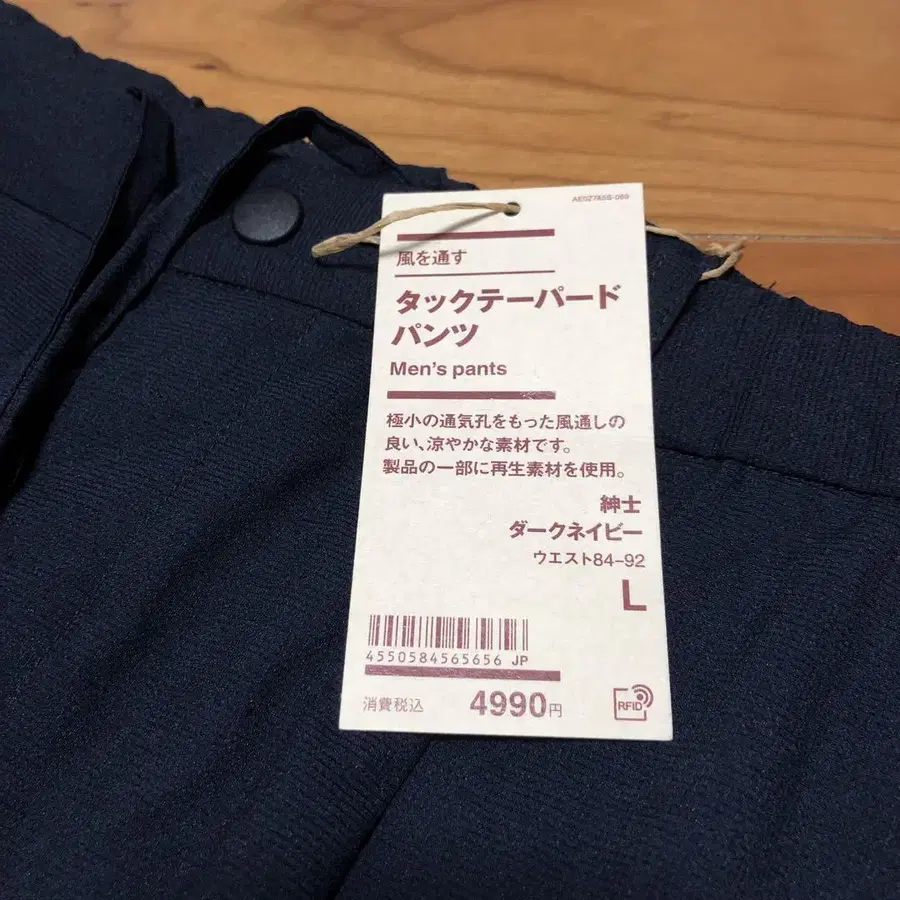 風を通す
タックテーパード
パンツ
Men's pants
極小の通気孔をもった風通しの
良い、涼やかな素材です。
製品の一部に再生素材を使用。
紳士
ダークネイビー
ウエスト84–92
L
4550584565656 JP
消費税込 4990円
RFID